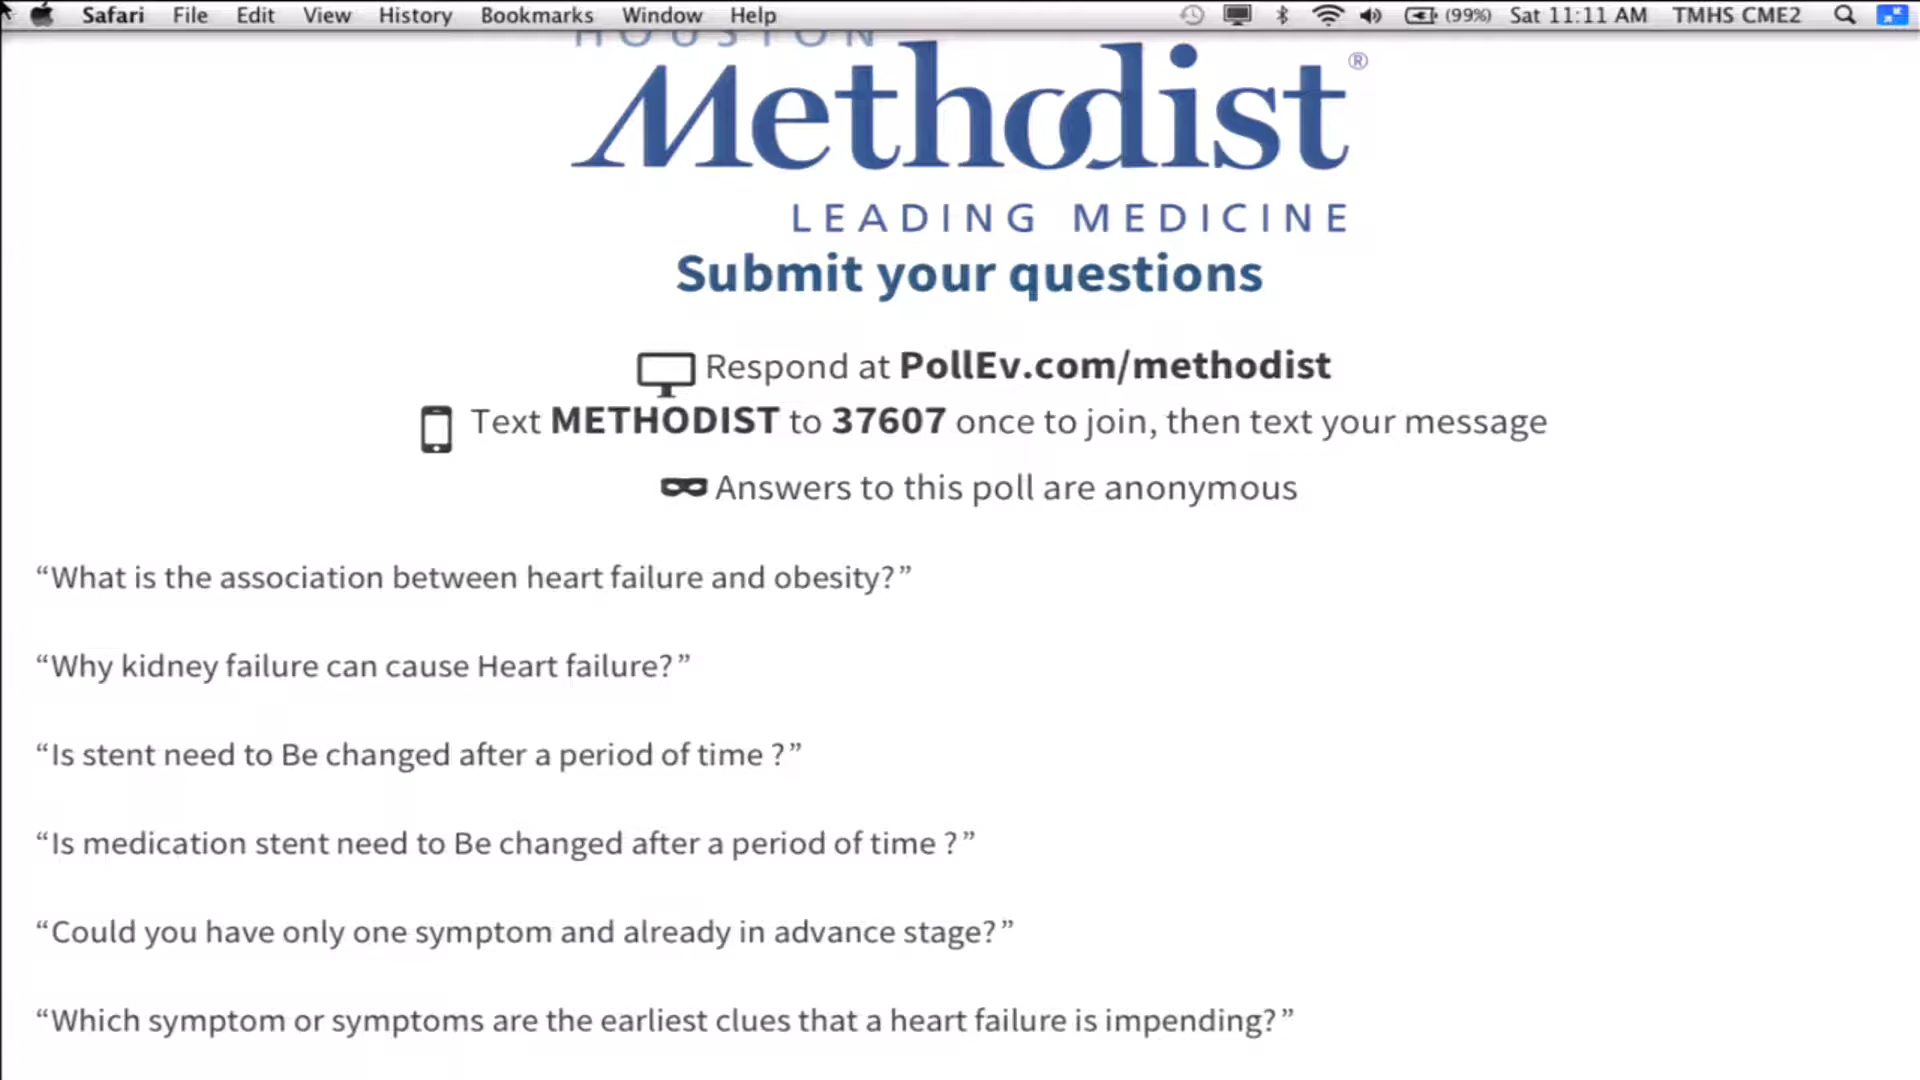 Safari File Edit View History Bookmarks Window Help (99%) Sat 11:11 AM TMHS CME2
HOUSTON
Methodist®
LEADING MEDICINE
Submit your questions
Respond at PollEv.com/methodist
Text METHODIST to 37607 once to join, then text your message
Answers to this poll are anonymous
“What is the association between heart failure and obesity?”
“Why kidney failure can cause Heart failure?”
“Is stent need to Be changed after a period of time ?”
“Is medication stent need to Be changed after a period of time ?”
“Could you have only one symptom and already in advance stage?”
“Which symptom or symptoms are the earliest clues that a heart failure is impending?”